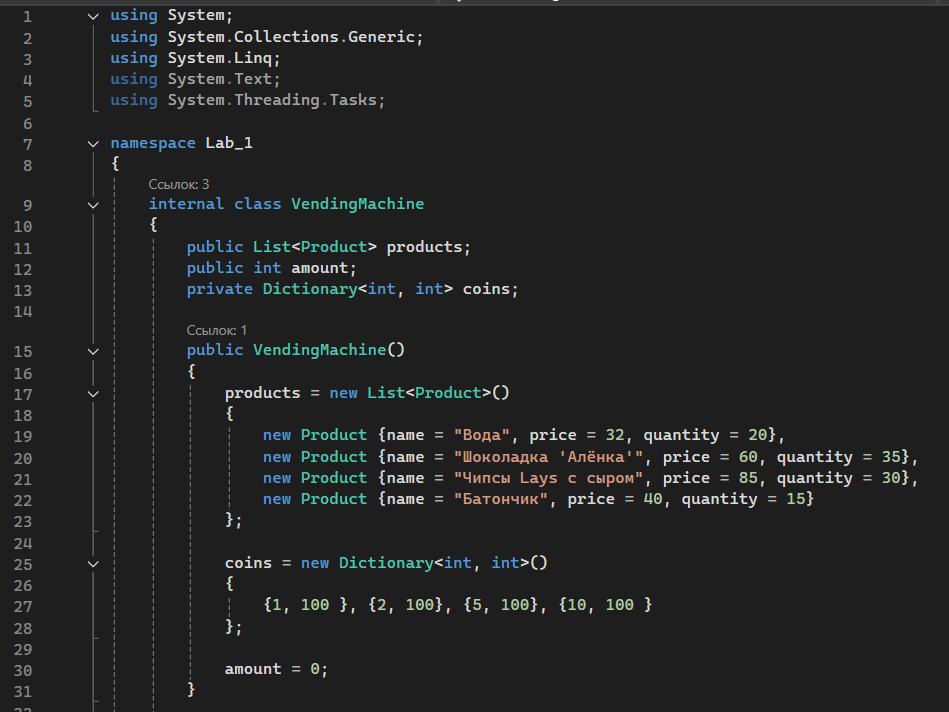 1 using System;
2 using System.Collections.Generic;
3 using System.Linq;
4 using System.Text;
5 using System.Threading.Tasks;
6
7 namespace Lab_1
8 {
Ссылок: 3
9 internal class VendingMachine
10 {
11 public List<Product> products;
12 public int amount;
13 private Dictionary<int, int> coins;
14
Ссылок: 1
15 public VendingMachine()
16 {
17 products = new List<Product>()
18 {
19 new Product {name = "Вода", price = 32, quantity = 20},
20 new Product {name = "Шоколадка 'Алёнка'", price = 60, quantity = 35},
21 new Product {name = "Чипсы Lays с сыром", price = 85, quantity = 30},
22 new Product {name = "Батончик", price = 40, quantity = 15}
23 };
24
25 coins = new Dictionary<int, int>()
26 {
27 {1, 100 }, {2, 100}, {5, 100}, {10, 100 }
28 };
29
30 amount = 0;
31 }